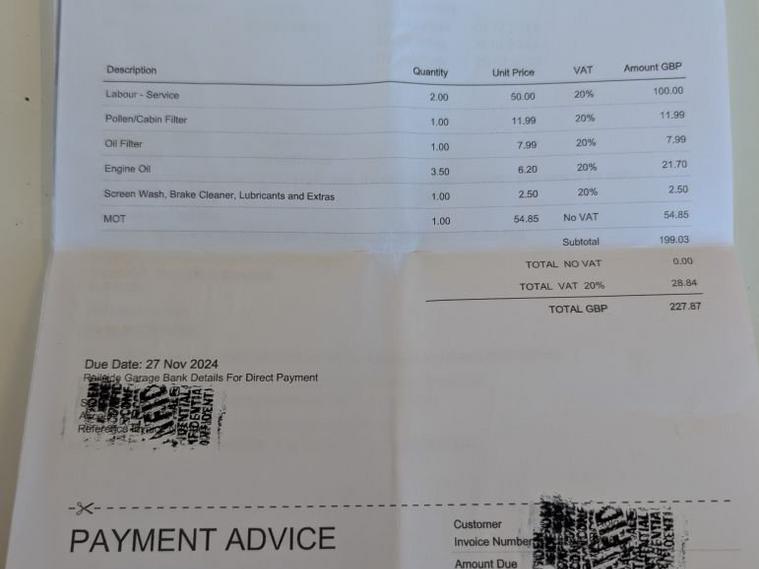 Description Quantity Unit Price VAT Amount GBP
Labour - Service 2.00 50.00 20% 100.00
Pollen/Cabin Filter 1.00 11.99 20% 11.99
Oil Filter 1.00 7.99 20% 7.99
Engine Oil 3.50 6.20 20% 21.70
Screen Wash, Brake Cleaner, Lubricants and Extras 1.00 2.50 20% 2.50
MOT 1.00 54.85 No VAT 54.85
Subtotal 199.03
TOTAL NO VAT 0.00
TOTAL VAT 20% 28.84
TOTAL GBP 227.87
Due Date: 27 Nov 2024
Garage Bank Details For Direct Payment
Reference
PAYMENT ADVICE
Customer
Invoice Number
Amount Due